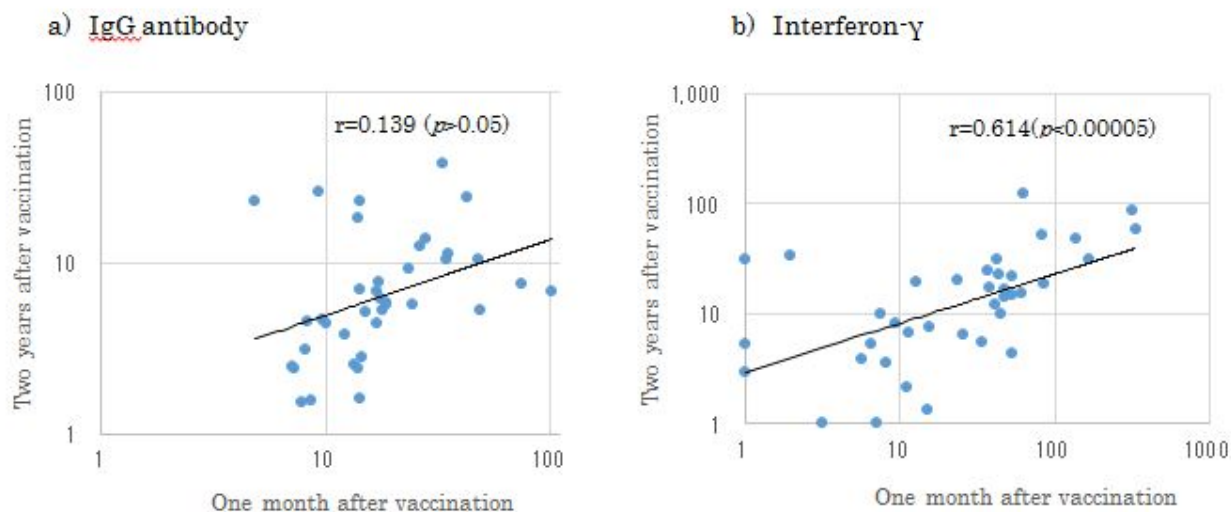 a) IgG antibody
100
r=0.139 (p>0.05)
10
1
1
10
100
Two years after vaccination
One month after vaccination
b) Interferon-γ
1,000
r=0.614(p<0.00005)
100
10
1
1
10
100
1000
Two years after vaccination
One month after vaccination